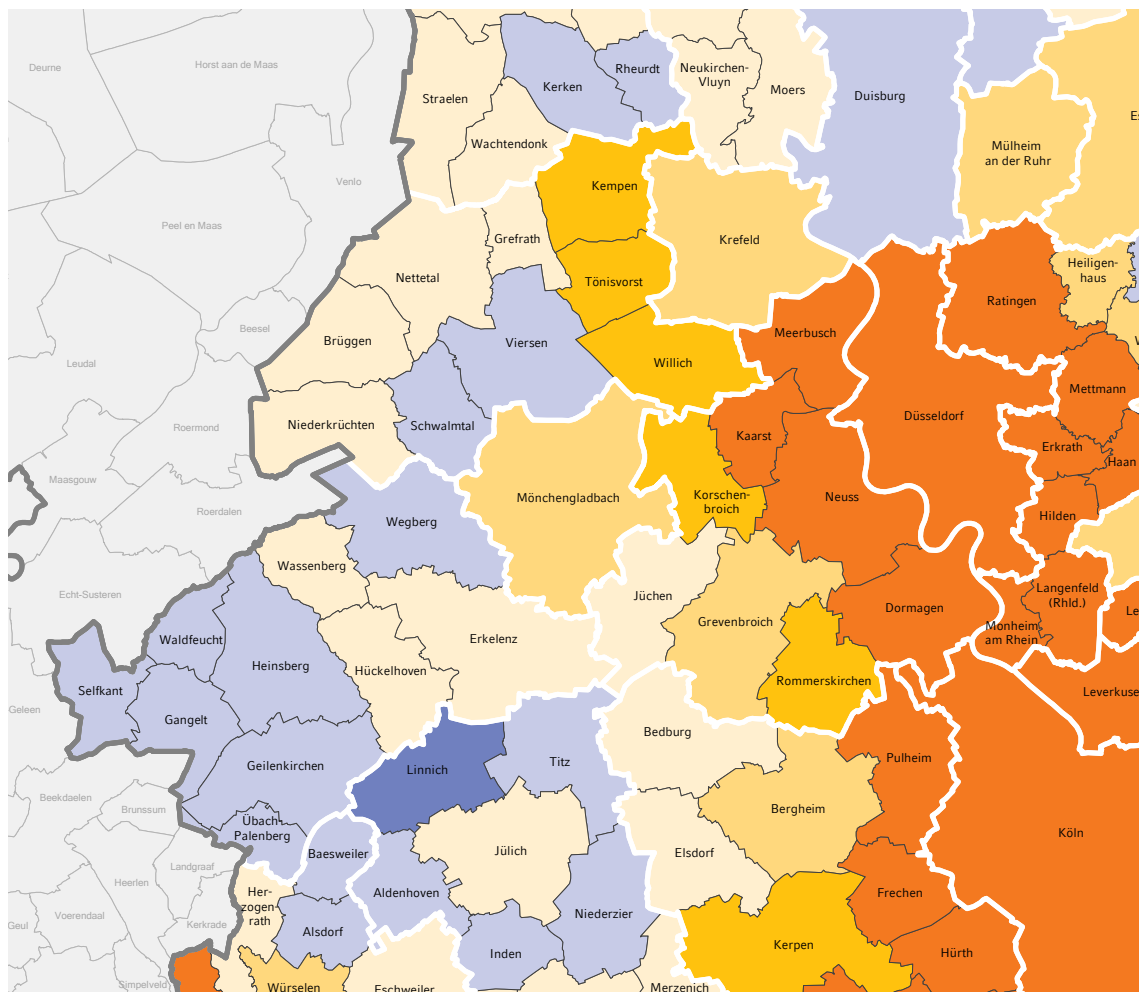 Deurne
Horst aan de Maas
Straelen
Kerken
Rheurdt
Neukirchen-
Vluyn
Moers
Duisburg
Es
Wachtendonk
Mülheim
an der Ruhr
Venlo
Kempen
Peel en Maas
Grefrath
Krefeld
Nettetal
Tönisvorst
Heiligen-
haus
Ratingen
Beesel
Brüggen
Viersen
Meerbusch
W
Leudal
Willich
Mettmann
Düsseldorf
Roermond
Niederkrüchten
Schwalmtal
Kaarst
Erkrath
Haan
Maasgouw
Mönchengladbach
Korschen-
broich
Neuss
Roerdalen
Wegberg
Hilden
Wassenberg
Echt-Susteren
Jüchen
Langenfeld
(Rhld.)
Dormagen
Le
Grevenbroich
Monheim
am Rhein
Waldfeucht
Erkelenz
Heinsberg
Hückelhoven
Rommerskirchen
Selfkant
Leverkuse
Geleen
Gangelt
Bedburg
Geilenkirchen
Linnich
Titz
Pulheim
Beekdaelen
Brunssum
Bergheim
Übach-
Palenberg
Köln
Baesweiler
Jülich
Elsdorf
Landgraaf
Heerlen
Her-
zogen-
rath
Aldenhoven
Frechen
Voerendaal
Niederzier
Geul
Kerkrade
Alsdorf
Inden
Kerpen
Hürth
Simpelveld
Würselen
Eschweiler
Merzenich